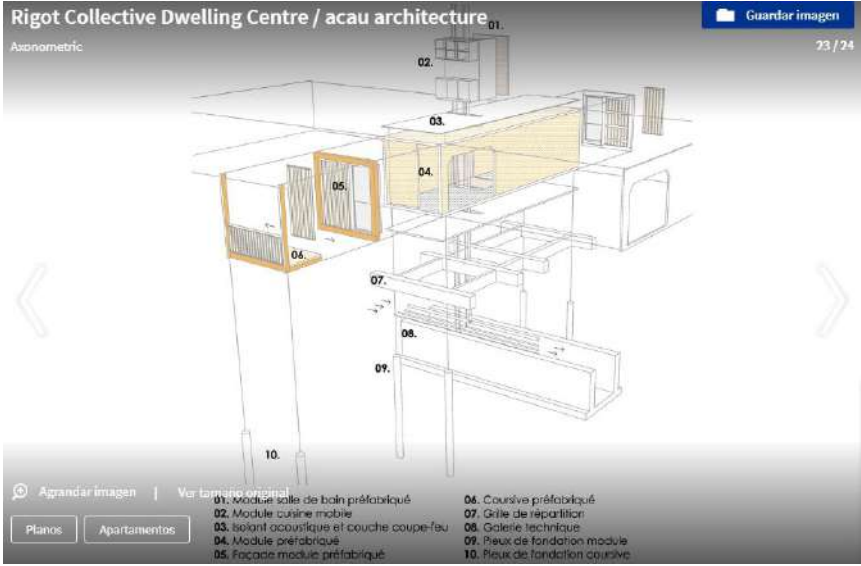 Rigot Collective Dwelling Centre / acau architecture
Guardar imagen
Axonometric
23 / 24
01.
02.
03.
04.
05.
06.
07.
08.
09.
10.
Agrandar imagen | Ver tamaño original
Planos
Apartamentos
01. Module salle de bain préfabriqué
02. Module cuisine mobile
03. Isolant acoustique et couche coupe-feu
04. Module préfabriqué
05. Façade module préfabriqué
06. Coursive préfabriqué
07. Grille de répartition
08. Galerie technique
09. Pieux de fondation module
10. Pieux de fondation coursive